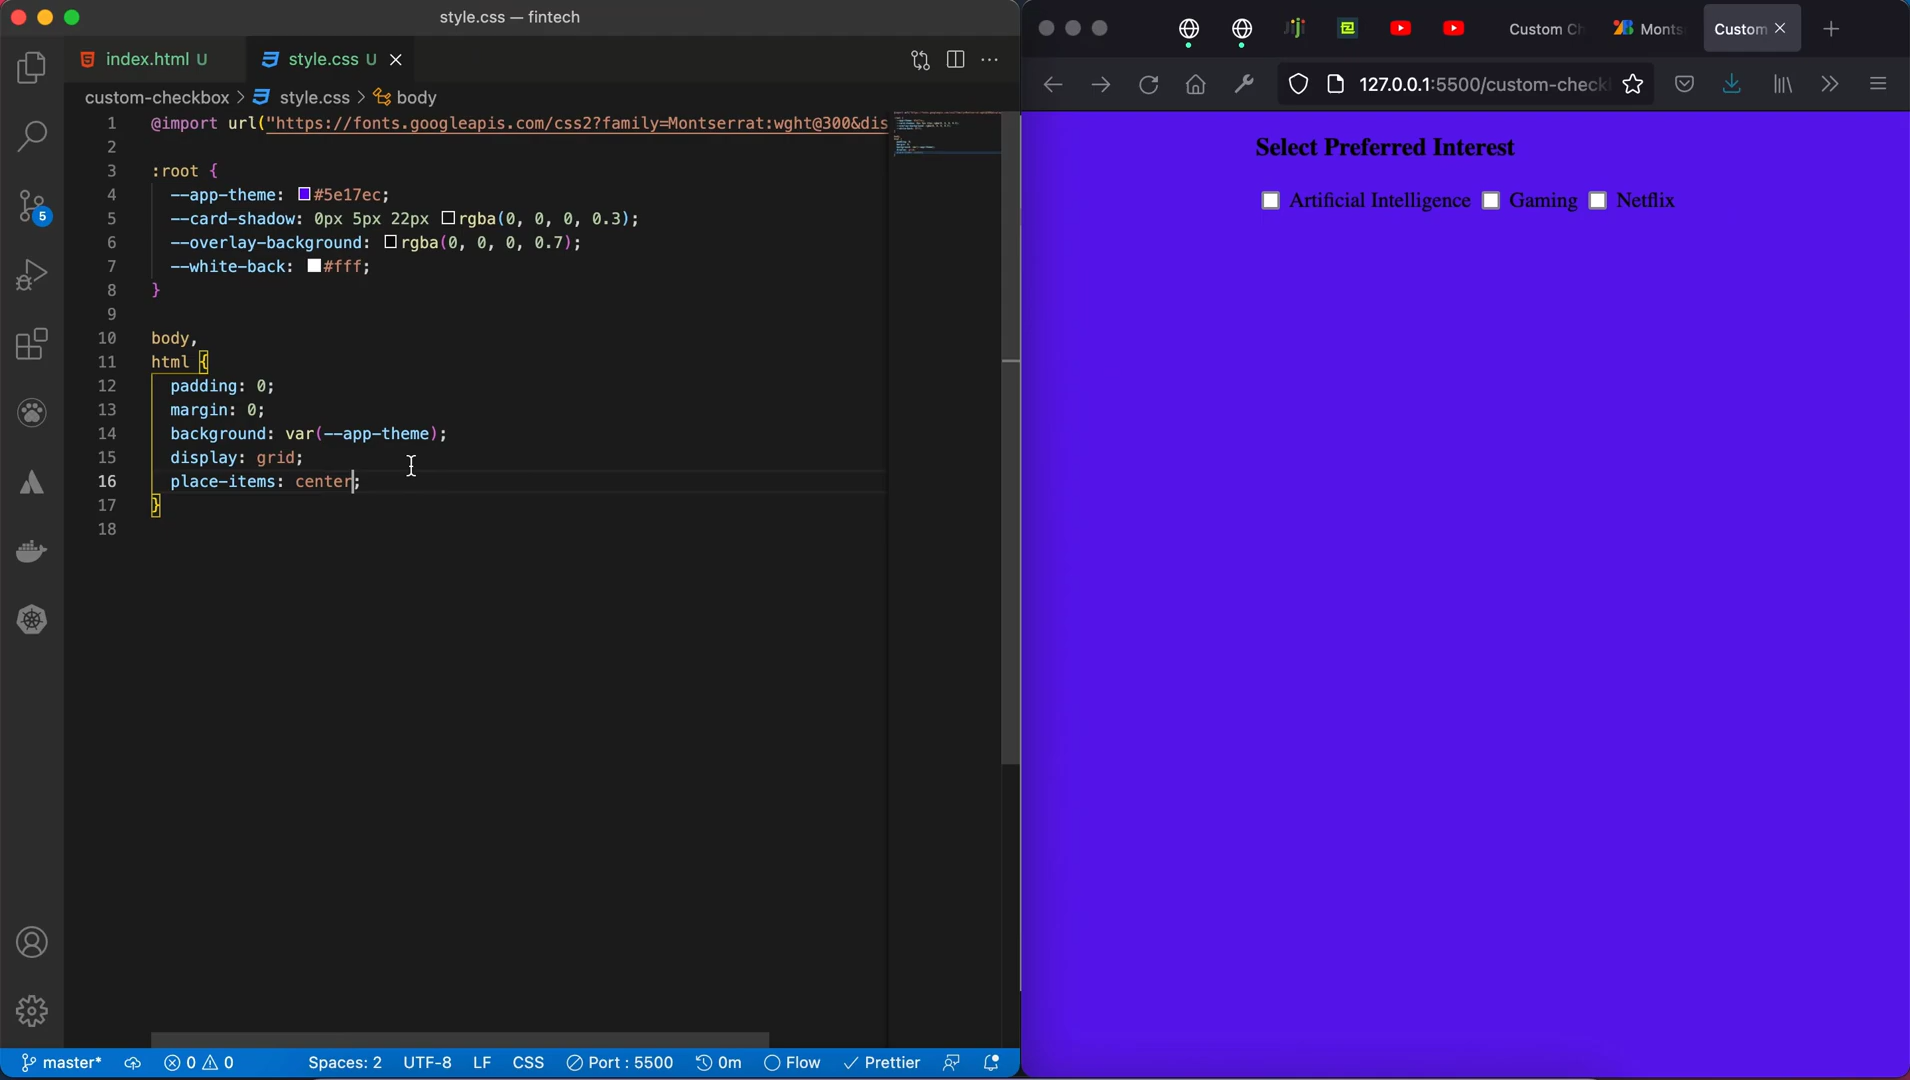 style.css — fintech
index.html U
style.css U
custom-checkbox > style.css > body
1 @import url("https://fonts.googleapis.com/css2?family=Montserrat:wght@300&dis
2
3 :root {
4 --app-theme: #5e17ec;
5 --card-shadow: 0px 5px 22px rgba(0, 0, 0, 0.3);
6 --overlay-background: rgba(0, 0, 0, 0.7);
7 --white-back: #fff;
8 }
9
10 body,
11 html {
12 padding: 0;
13 margin: 0;
14 background: var(--app-theme);
15 display: grid;
16 place-items: center;
17 }
18
5
master* 0 0 Spaces: 2 UTF-8 LF CSS Port : 5500 0m Flow Prettier
Jiji Custom Ch Monts Custom
127.0.0.1:5500/custom-check
Select Preferred Interest
Artificial Intelligence Gaming Netflix